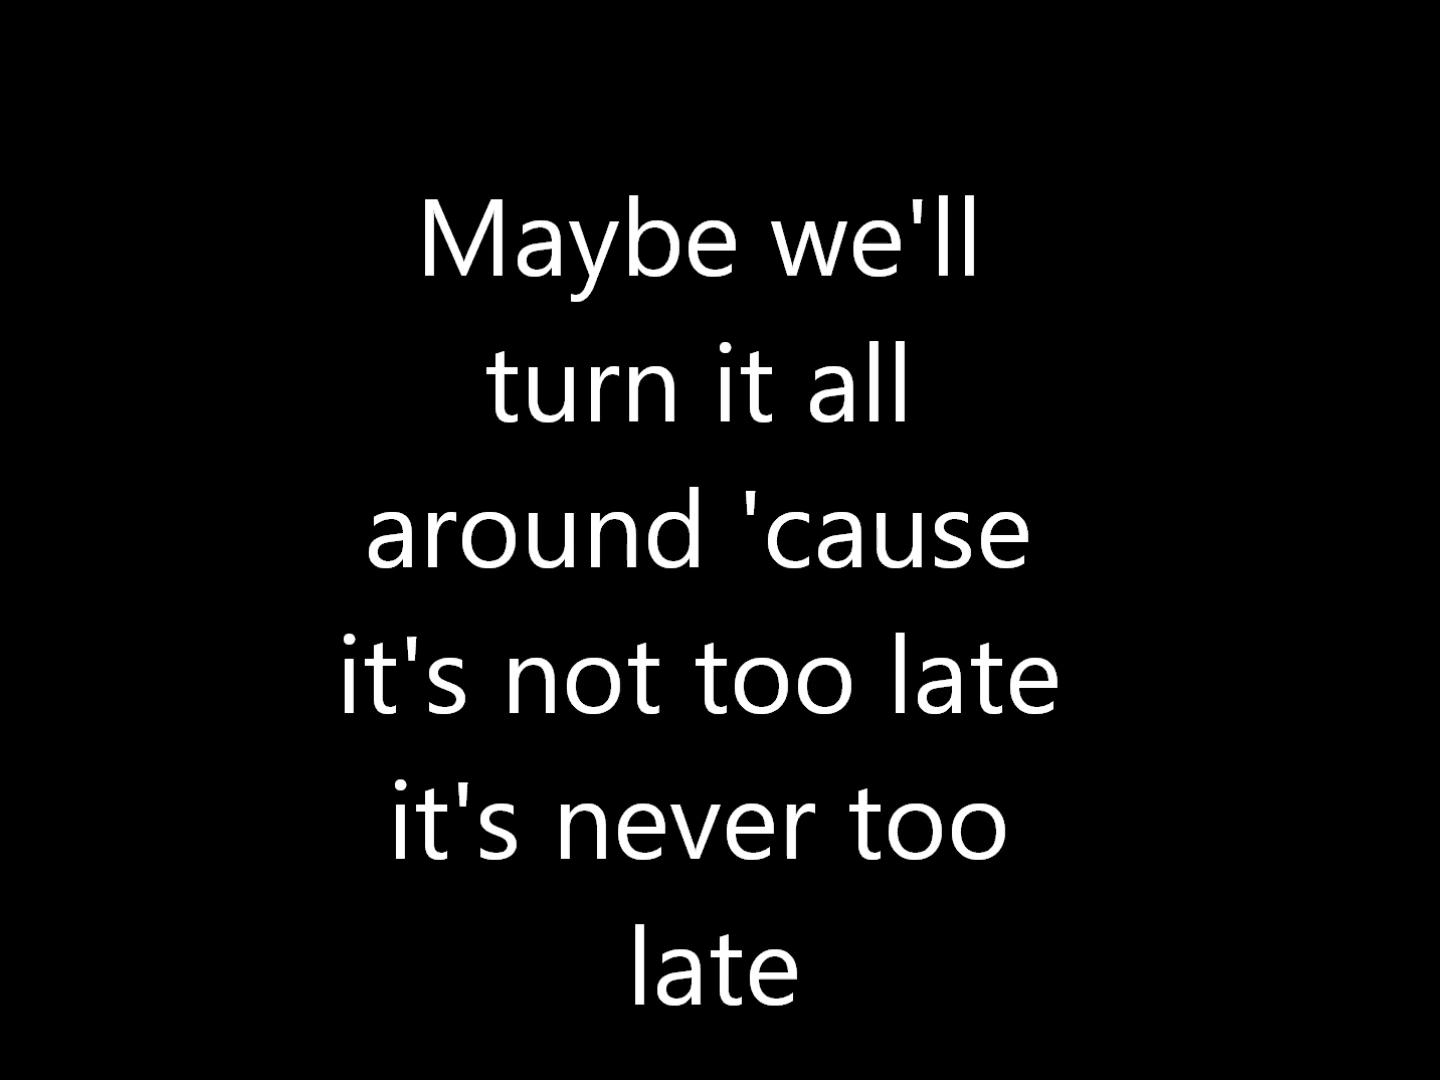 Maybe we'll
turn it all
around 'cause
it's not too late
it's never too
late